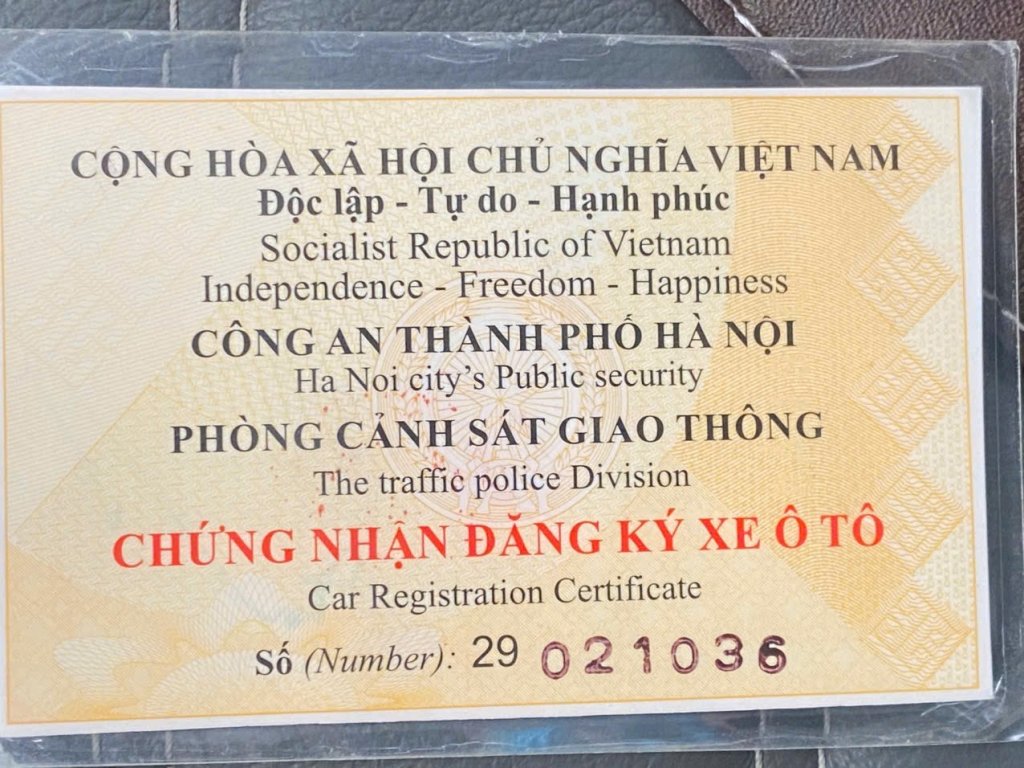 CỘNG HÒA XÃ HỘI CHỦ NGHĨA VIỆT NAM
Độc lập - Tự do - Hạnh phúc
Socialist Republic of Vietnam
Independence - Freedom - Happiness
CÔNG AN THÀNH PHỐ HÀ NỘI
Ha Noi city's Public security
PHÒNG CẢNH SÁT GIAO THÔNG
The traffic police Division
CHỨNG NHẬN ĐĂNG KÝ XE Ô TÔ
Car Registration Certificate
Số (Number): 29 021036